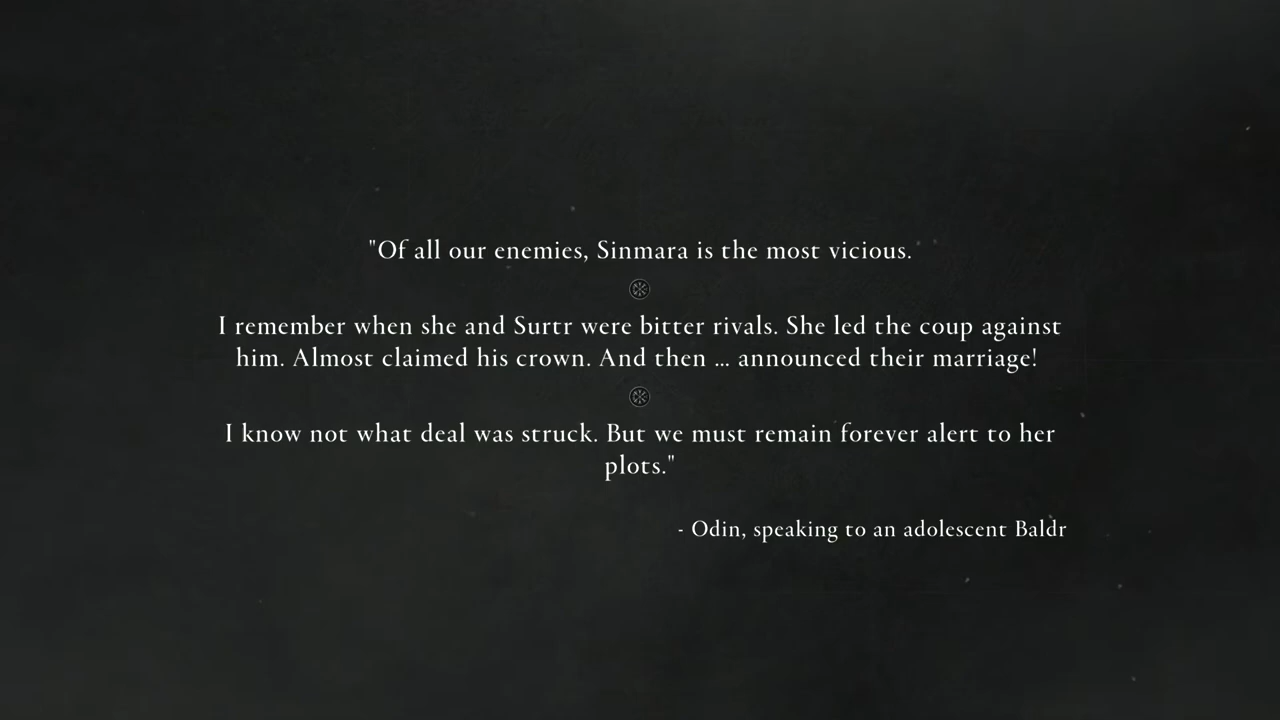 "Of all our enemies, Sinmara is the most vicious.
I remember when she and Surtr were bitter rivals. She led the coup against
him. Almost claimed his crown. And then ... announced their marriage!
I know not what deal was struck. But we must remain forever alert to her
plots."
- Odin, speaking to an adolescent Baldr